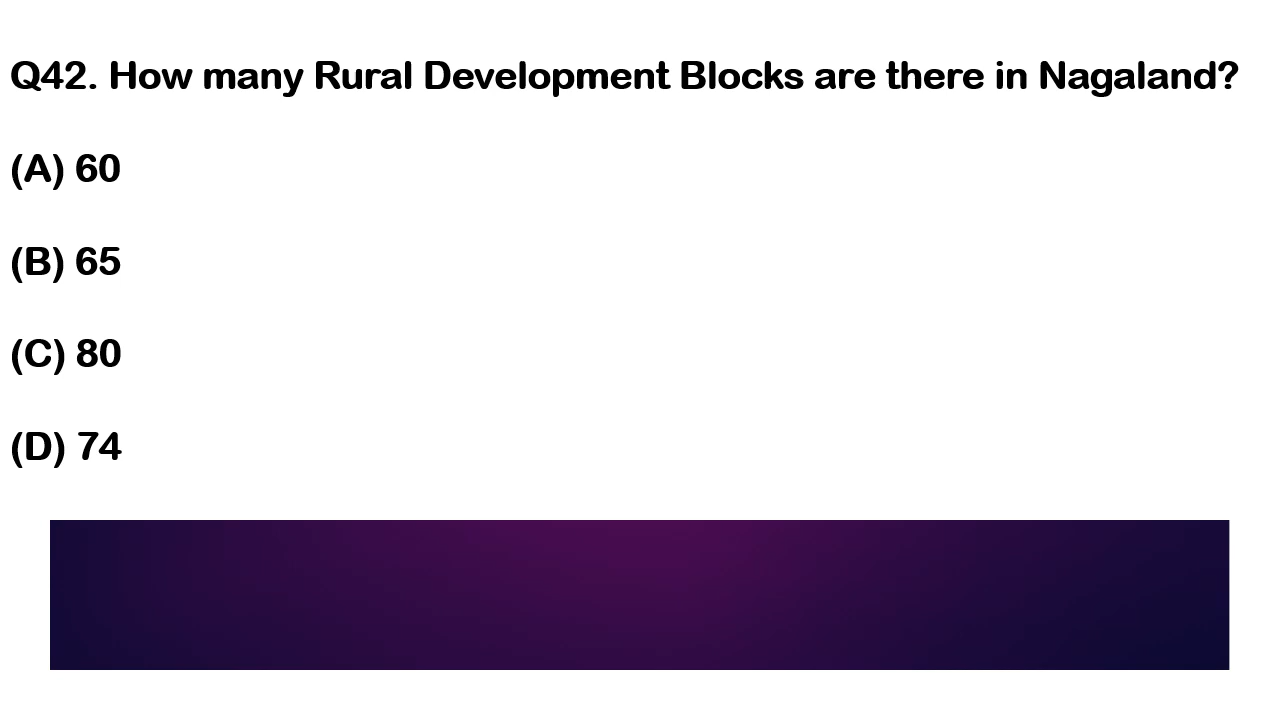 Q42. How many Rural Development Blocks are there in Nagaland?
(A) 60
(B) 65
(C) 80
(D) 74